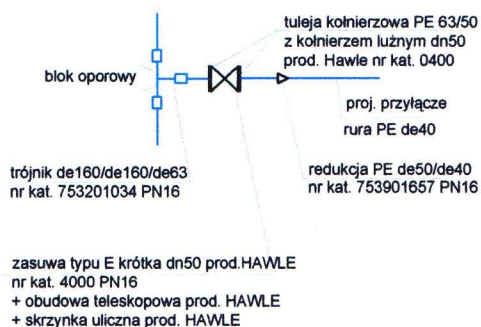 tuleja kołnierzowa PE 63/50
z kołnierzem lużnym dn50
prod. Hawle nr kat. 0400
blok oporowy
proj. przyłącze
rura PE de40
trójnik de160/de160/de63
nr kat. 753201034 PN16
redukcja PE de50/de40
nr kat. 753901657 PN16
zasuwa typu E krótka dn50 prod.HAWLE
nr kat. 4000 PN16
+ obudowa teleskopowa prod. HAWLE
+ skrzynka uliczna prod. HAWLE